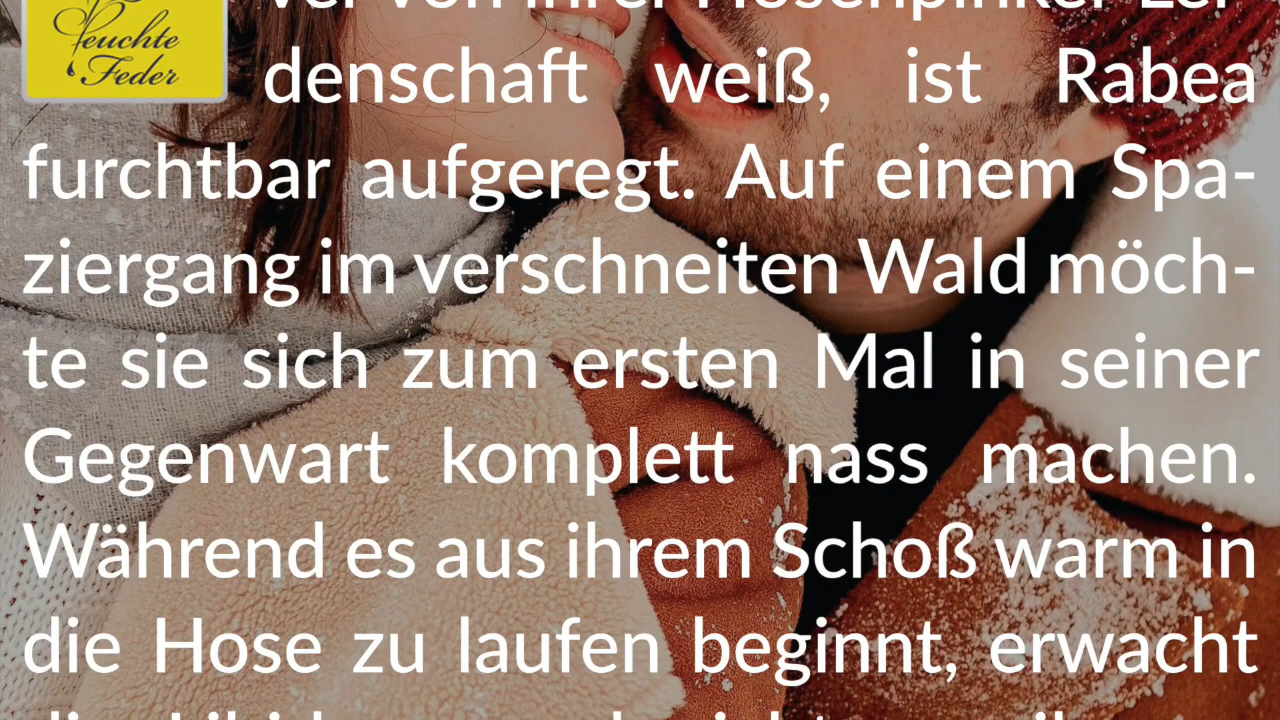 feuchte
Feder
denschaft weiß, ist Rabea
furchtbar aufgeregt. Auf einem Spa-
ziergang im verschneiten Wald möch-
te sie sich zum ersten Mal in seiner
Gegenwart komplett nass machen.
Während es aus ihrem Schoß warm in
die Hose zu laufen beginnt, erwacht